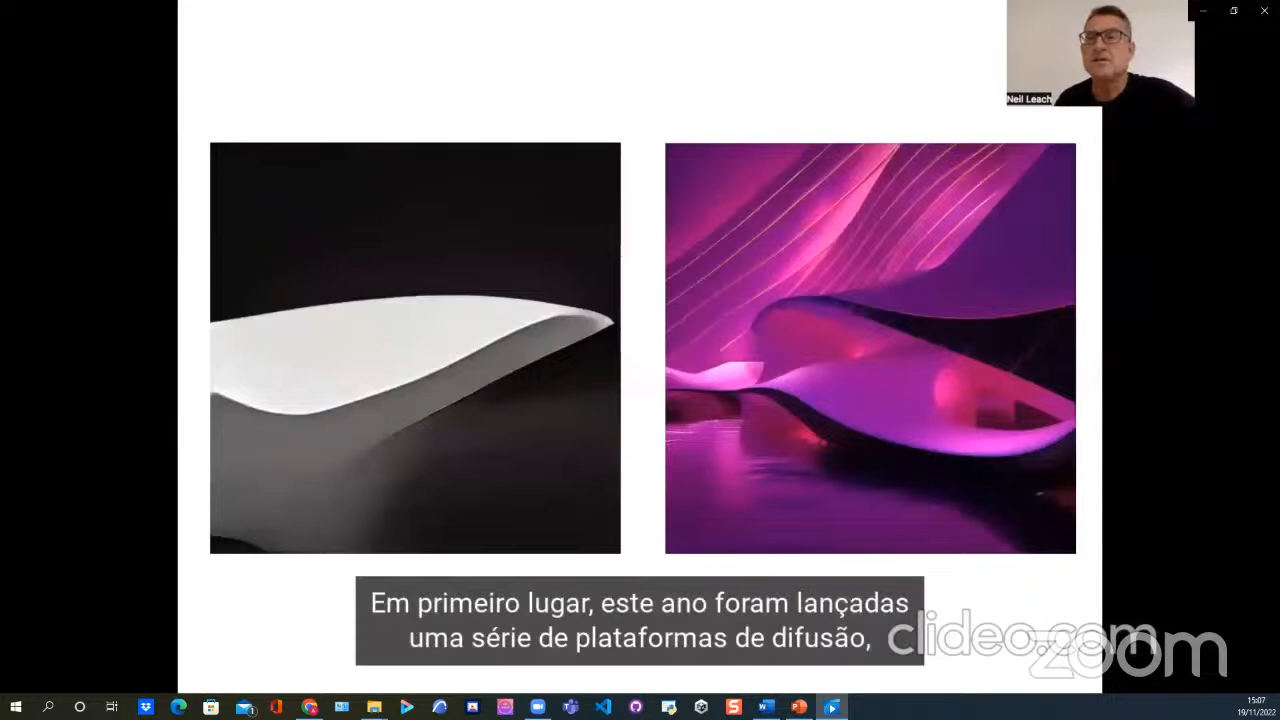 Neil Leach
Em primeiro lugar, este ano foram lançadas
uma série de plataformas de difusão,
clideo.com
zoom
15:07
19/11/2022